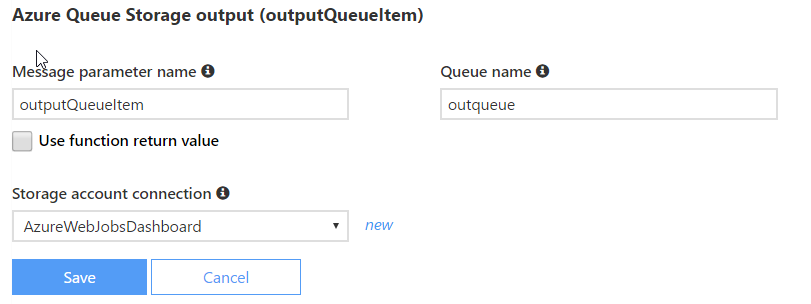 Azure Queue Storage output (outputQueueItem)
Message parameter name
Queue name
outputQueueItem
outqueue
Use function return value
Storage account connection
AzureWebJobsDashboard
new
Save
Cancel